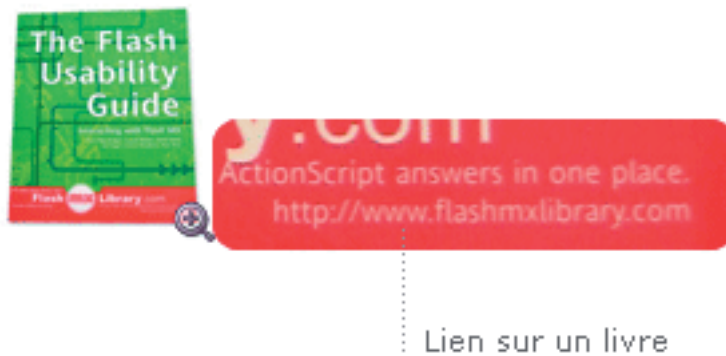 The Flash
Usability
Guide
Interacting with Flash MX
Flash mx Library.com
y.com
ActionScript answers in one place.
http://www.flashmxlibrary.com
Lien sur un livre